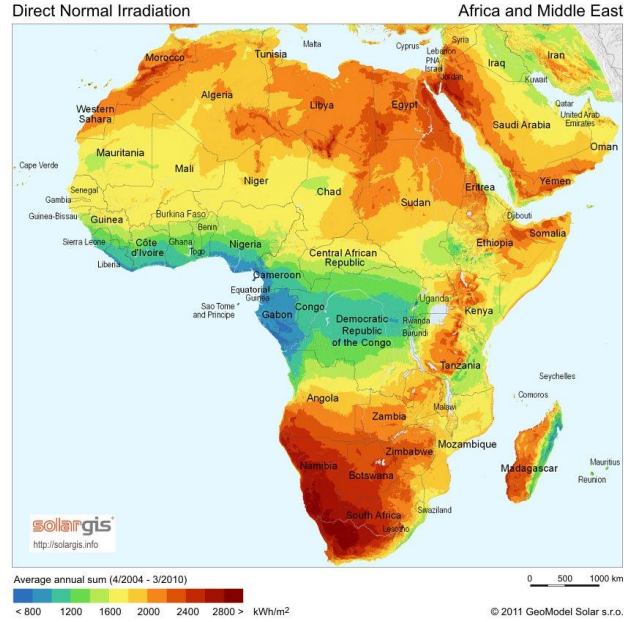 Direct Normal Irradiation
Africa and Middle East
Malta
Cyprus
Syria
Lebanon
PNA
Israel
Jordan
Iraq
Iran
Kuwait
Morocco
Tunisia
Algeria
Libya
Egypt
Western
Sahara
Qatar
United Arab
Emirates
Saudi Arabia
Oman
Mauritania
Mali
Niger
Chad
Sudan
Eritrea
Yemen
Cape Verde
Senegal
Gambia
Guinea-Bissau
Guinea
Burkina Faso
Benin
Djibouti
Sierra Leone
Côte
d'Ivoire
Ghana
Togo
Nigeria
Ethiopia
Somalia
Liberia
Central African
Republic
Cameroon
Equatorial
Guinea
Sao Tome
and Principe
Gabon
Congo
Uganda
Kenya
Democratic
Republic
of the Congo
Rwanda
Burundi
Tanzania
Seychelles
Comoros
Angola
Malawi
Zambia
Mozambique
Zimbabwe
Namibia
Botswana
Madagascar
Mauritius
Reunion
Swaziland
South Africa
Lesotho
solargis
http://solargis.info
Average annual sum (4/2004 - 3/2010)
< 800 1200 1600 2000 2400 2800 > kWh/m²
0 500 1000 km
© 2011 GeoModel Solar s.r.o.